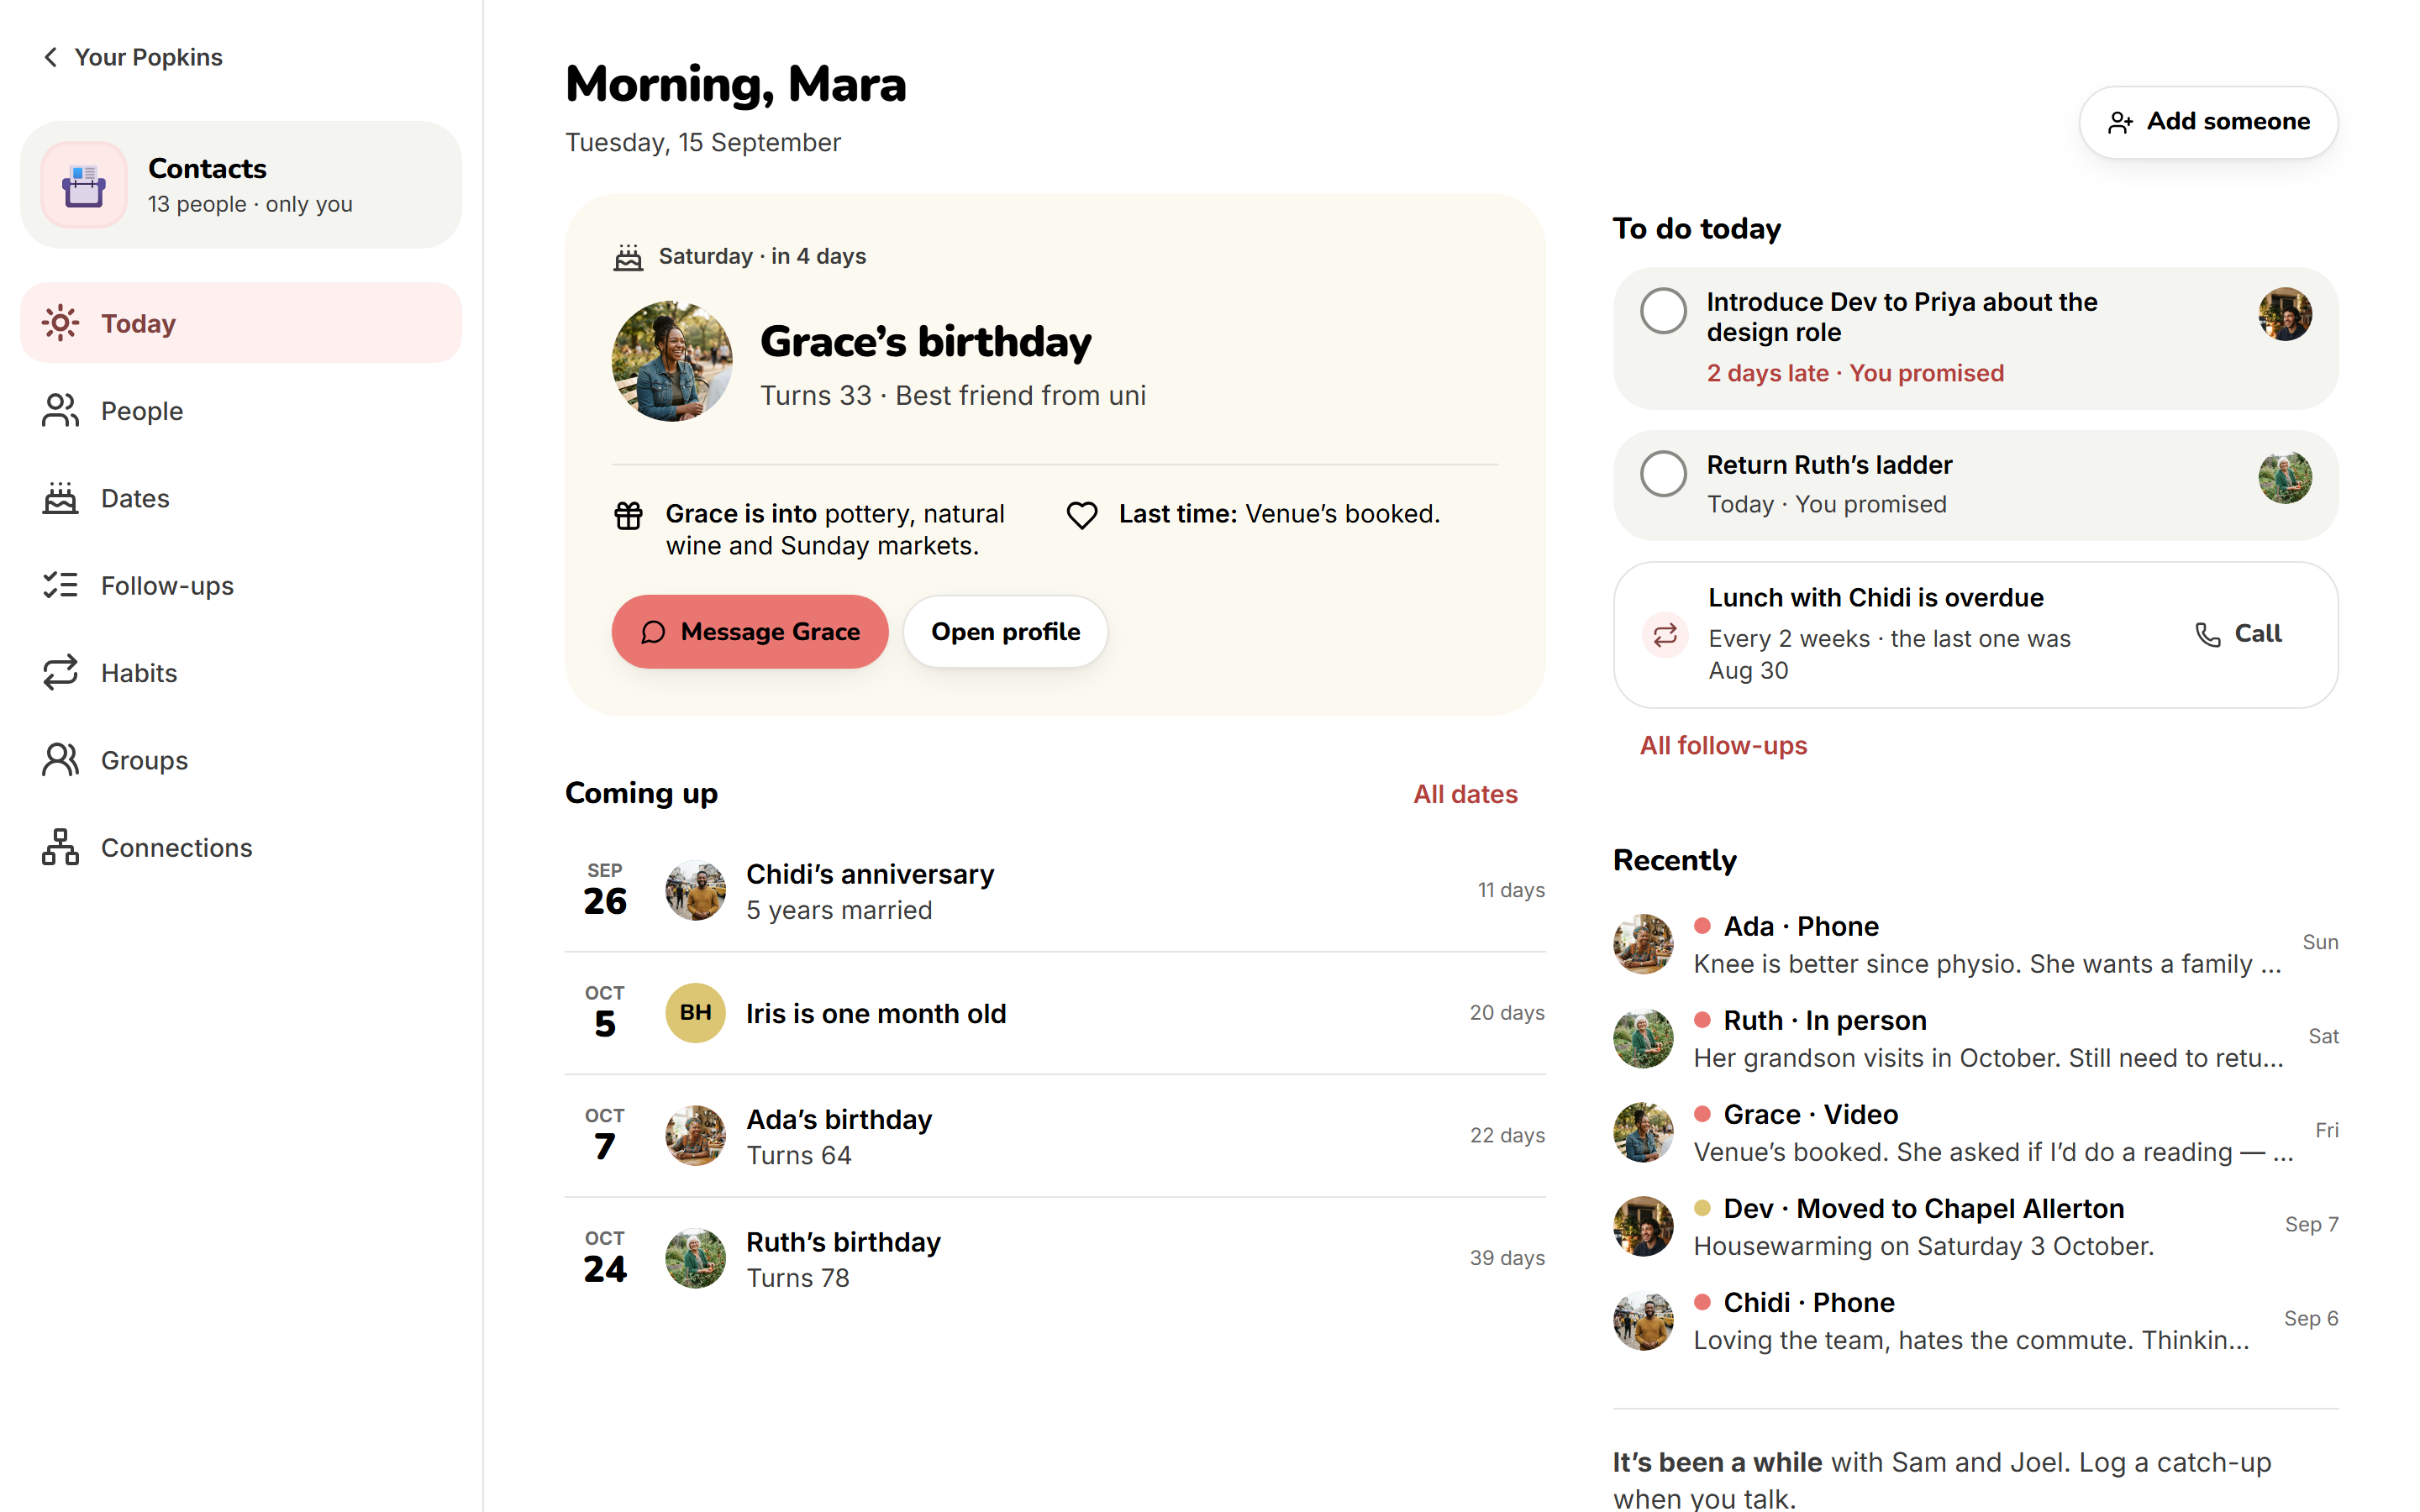 Your Popkins
Contacts
13 people · only you
Today
People
Dates
Follow-ups
Habits
Groups
Connections
Morning, Mara
Tuesday, 15 September
Add someone
Saturday · in 4 days
Grace’s birthday
Turns 33 · Best friend from uni
Grace is into pottery, natural
wine and Sunday markets.
Last time: Venue’s booked.
Message Grace
Open profile
Coming up
All dates
SEP
26
Chidi’s anniversary
5 years married
11 days
OCT
5
BH
Iris is one month old
20 days
OCT
7
Ada’s birthday
Turns 64
22 days
OCT
24
Ruth’s birthday
Turns 78
39 days
To do today
Introduce Dev to Priya about the
design role
2 days late · You promised
Return Ruth’s ladder
Today · You promised
Lunch with Chidi is overdue
Every 2 weeks · the last one was
Aug 30
Call
All follow-ups
Recently
Ada · Phone
Knee is better since physio. She wants a family ...
Sun
Ruth · In person
Her grandson visits in October. Still need to retu...
Sat
Grace · Video
Venue’s booked. She asked if I’d do a reading — ...
Fri
Dev · Moved to Chapel Allerton
Housewarming on Saturday 3 October.
Sep 7
Chidi · Phone
Loving the team, hates the commute. Thinkin...
Sep 6
It’s been a while with Sam and Joel. Log a catch-up
when you talk.